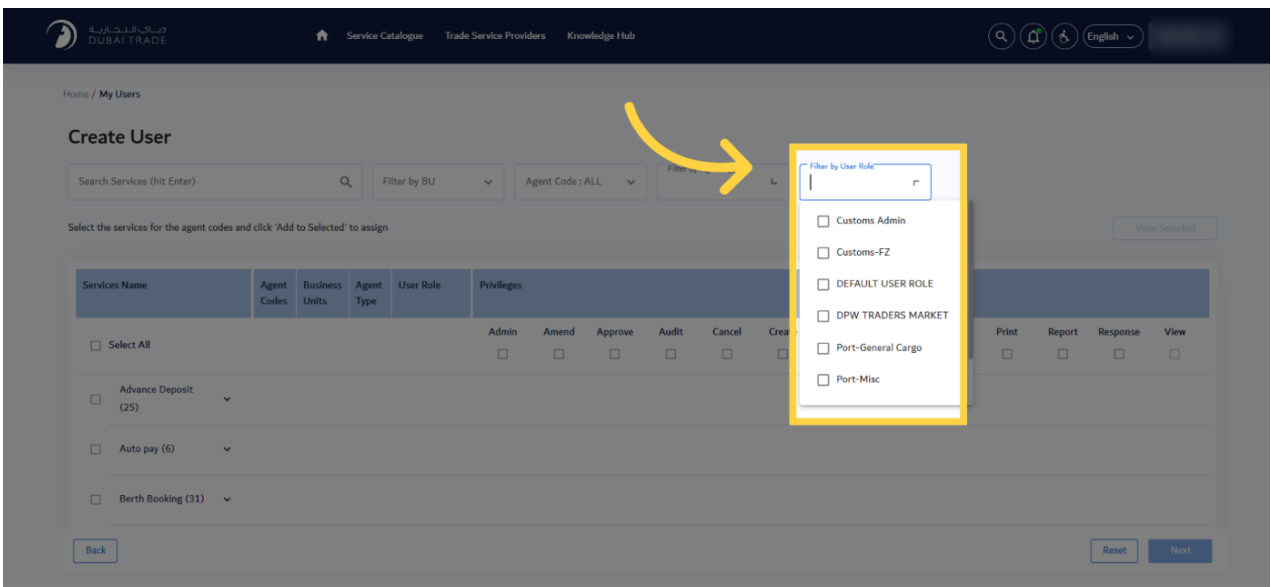 دبي التجارية
DUBAI TRADE
Service Catalogue
Trade Service Providers
Knowledge Hub
English
Home / My Users
Create User
Search Services (hit Enter)
Filter by BU
Agent Code : ALL
Filter by
Filter by User Role
Customs Admin
Customs-FZ
DEFAULT USER ROLE
DPW TRADERS MARKET
Port-General Cargo
Port-Misc
Select the services for the agent codes and click 'Add to Selected' to assign
View Selected
Services Name
Agent Codes
Business Units
Agent Type
User Role
Privileges
Select All
Admin
Amend
Approve
Audit
Cancel
Print
Report
Response
View
Advance Deposit
(25)
Auto pay (6)
Berth Booking (31)
Back
Reset
Next